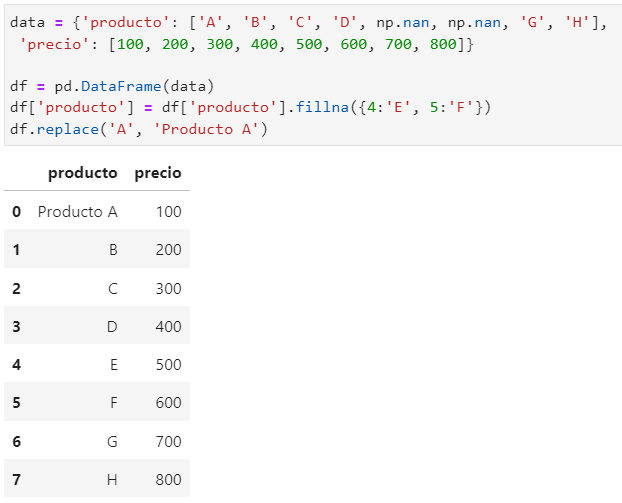 data = {'producto': ['A', 'B', 'C', 'D', np.nan, np.nan, 'G', 'H'],
'precio': [100, 200, 300, 400, 500, 600, 700, 800]}
df = pd.DataFrame(data)
df['producto'] = df['producto'].fillna({4:'E', 5:'F'})
df.replace('A', 'Producto A')
producto precio
0 Producto A 100
1 B 200
2 C 300
3 D 400
4 E 500
5 F 600
6 G 700
7 H 800